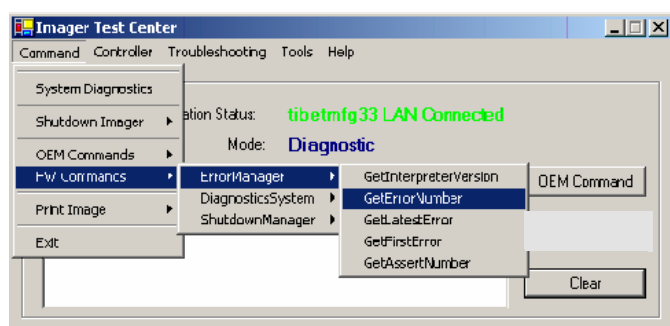 Imager Test Center
Command Controller Troubleshooting Tools Help
System Diagnostics
Shutdown Imager
OEM Commands
FW Commands
Print Image
Exit
ation Status: tibetmfg33 LAN Connected
Mode: Diagnostic
ErrorManager
DiagnosticsSystem
ShutdownManager
GetInterpreterVersion
GetErrorNumber
GetLatestError
GetFirstError
GetAssertNumber
OEM Command
Clear